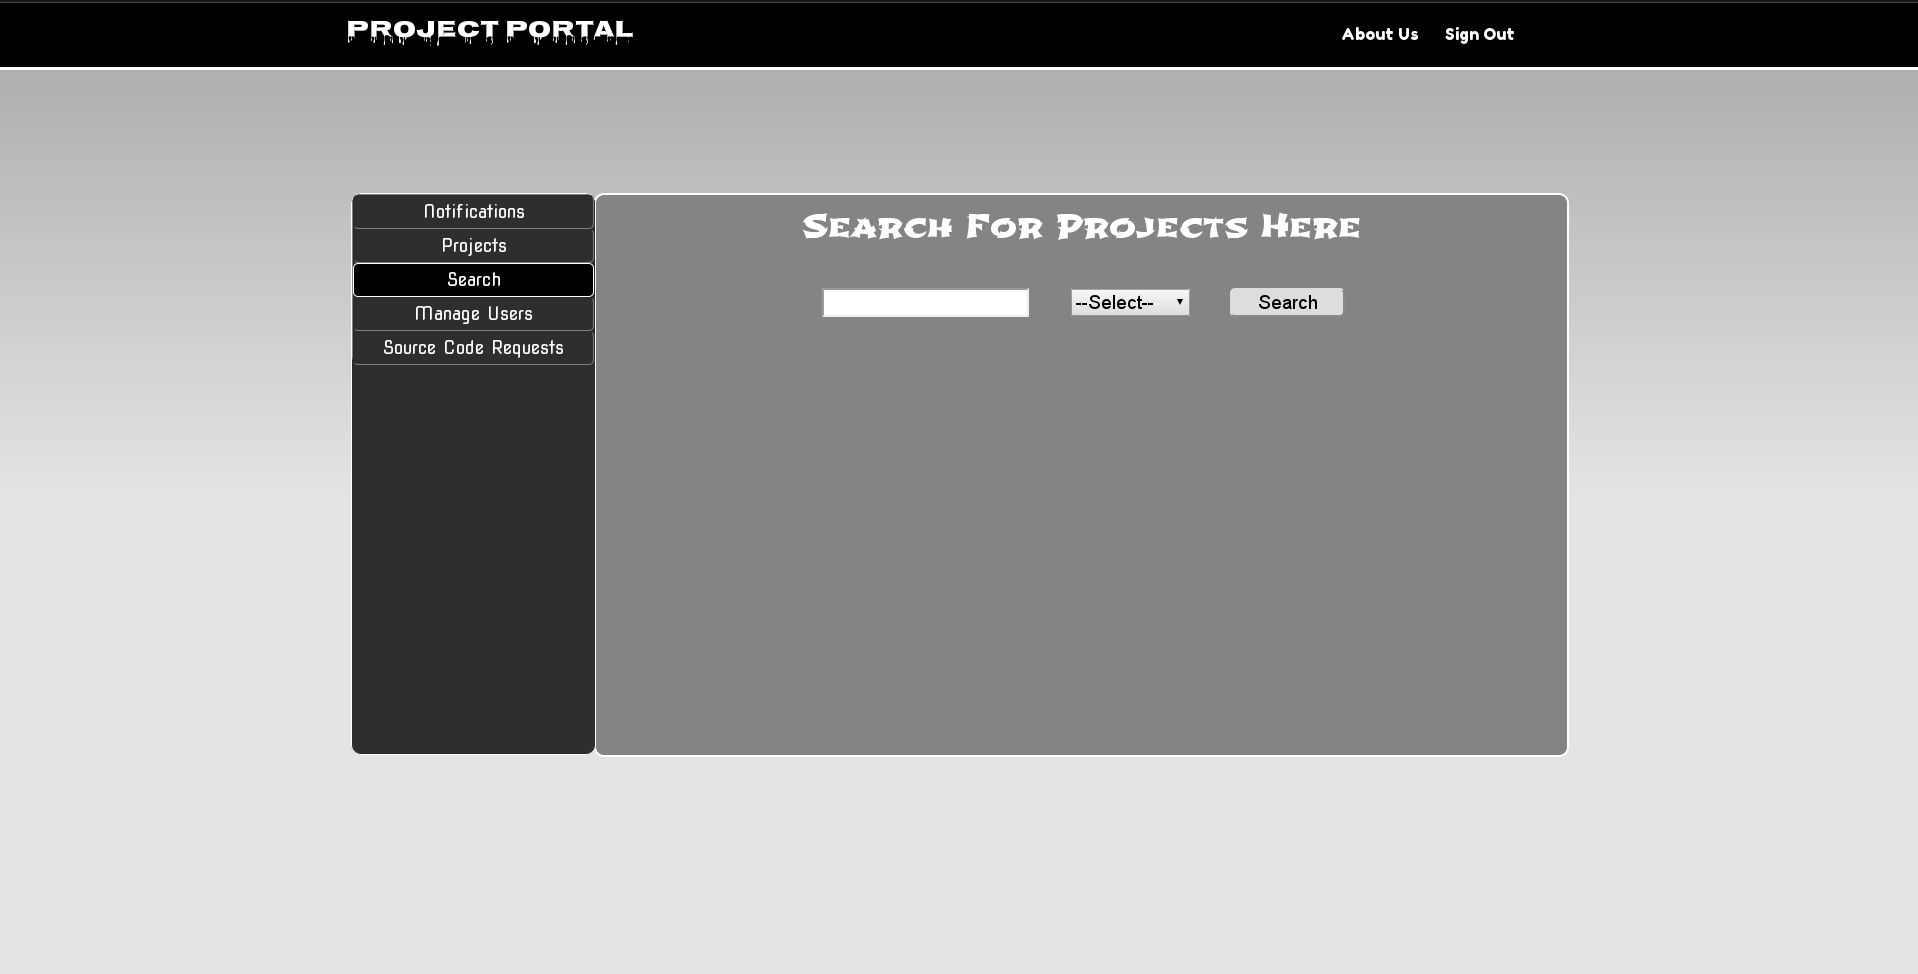 PROJECT PORTAL
About Us
Sign Out
Notifications
Projects
Search
Manage Users
Source Code Requests
Search For Projects Here
--Select--
Search